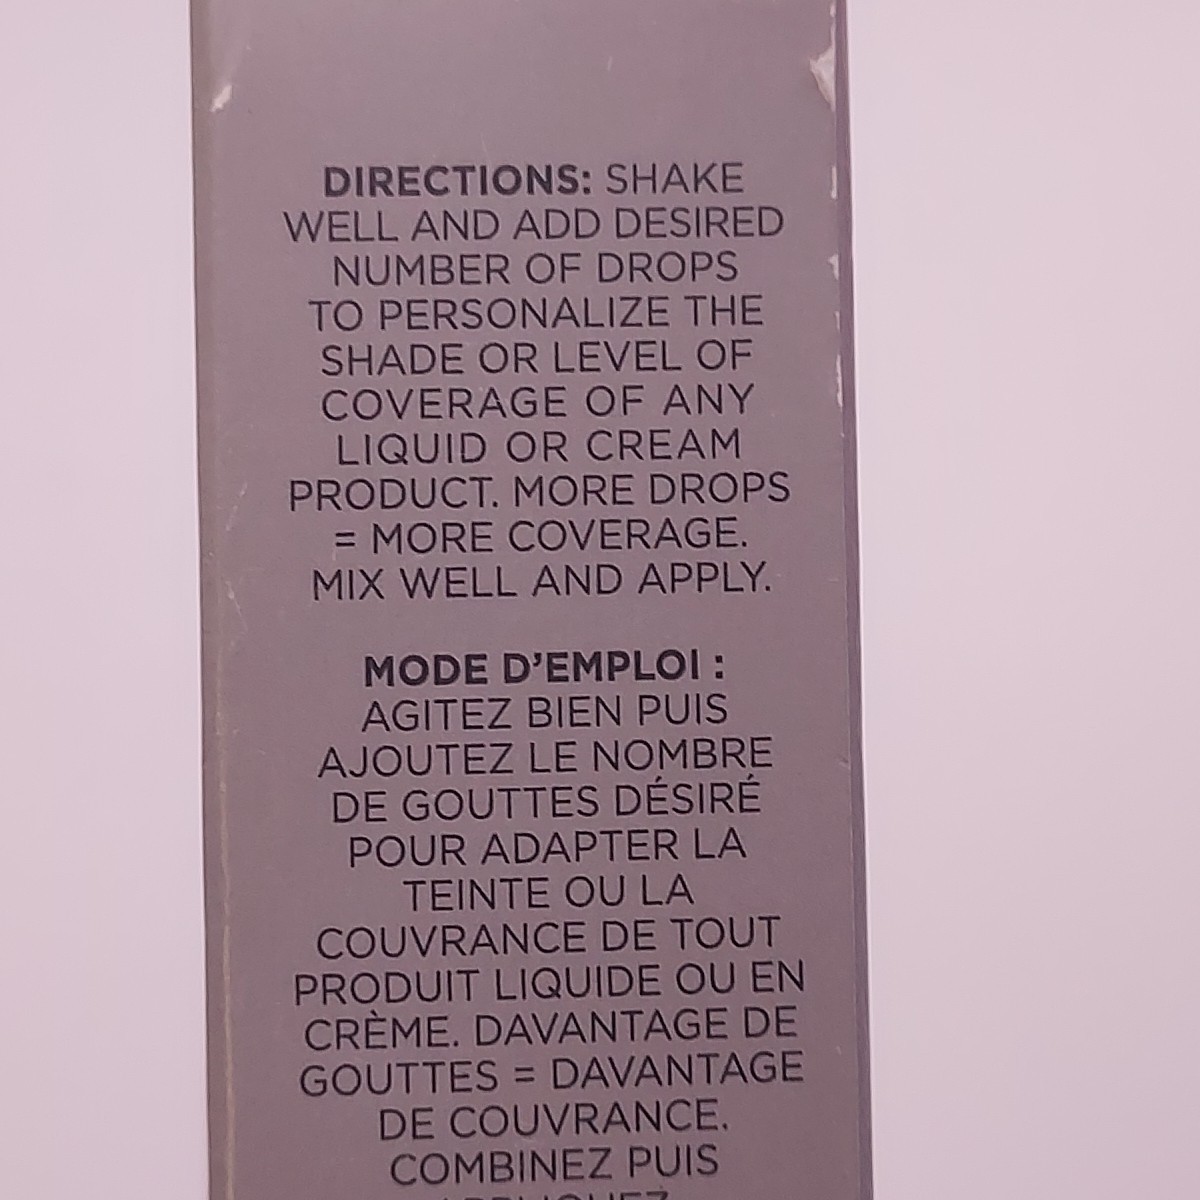 DIRECTIONS: SHAKE
WELL AND ADD DESIRED
NUMBER OF DROPS
TO PERSONALIZE THE
SHADE OR LEVEL OF
COVERAGE OF ANY
LIQUID OR CREAM
PRODUCT. MORE DROPS
= MORE COVERAGE.
MIX WELL AND APPLY.
MODE D'EMPLOI :
AGITEZ BIEN PUIS
AJOUTEZ LE NOMBRE
DE GOUTTES DÉSIRÉ
POUR ADAPTER LA
TEINTE OU LA
COUVRANCE DE TOUT
PRODUIT LIQUIDE OU EN
CRÈME. DAVANTAGE DE
GOUTTES = DAVANTAGE
DE COUVRANCE.
COMBINEZ PUIS